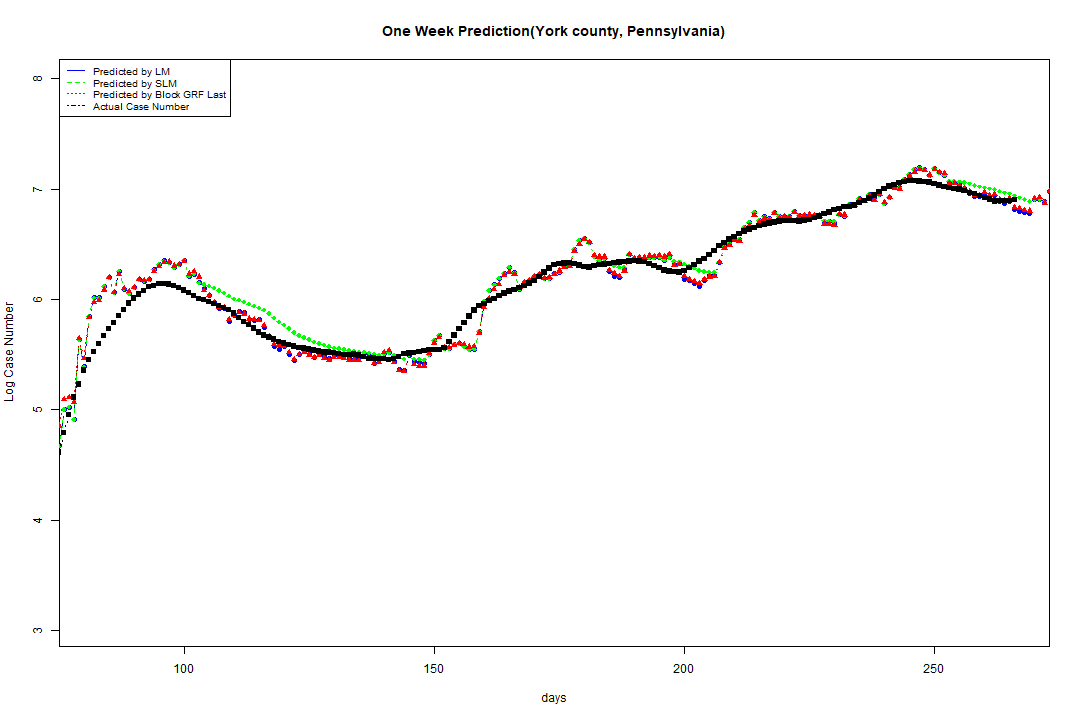 One Week Prediction(York county, Pennsylvania)
Predicted by LM
Predicted by SLM
Predicted by Block GRF Last
Actual Case Number
8
7
6
5
4
3
Log Case Number
100 150 200 250
days